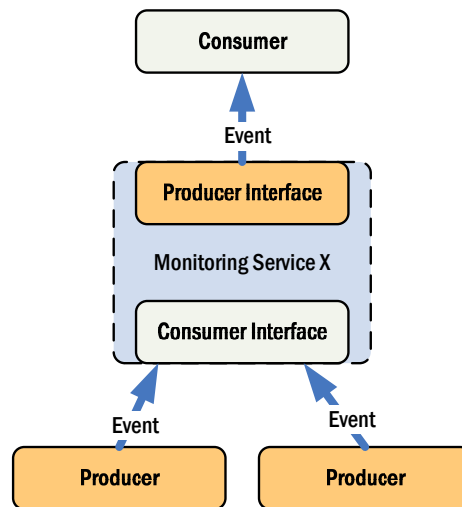 Consumer
Event
Producer Interface
Monitoring Service X
Consumer Interface
Event
Event
Producer
Producer